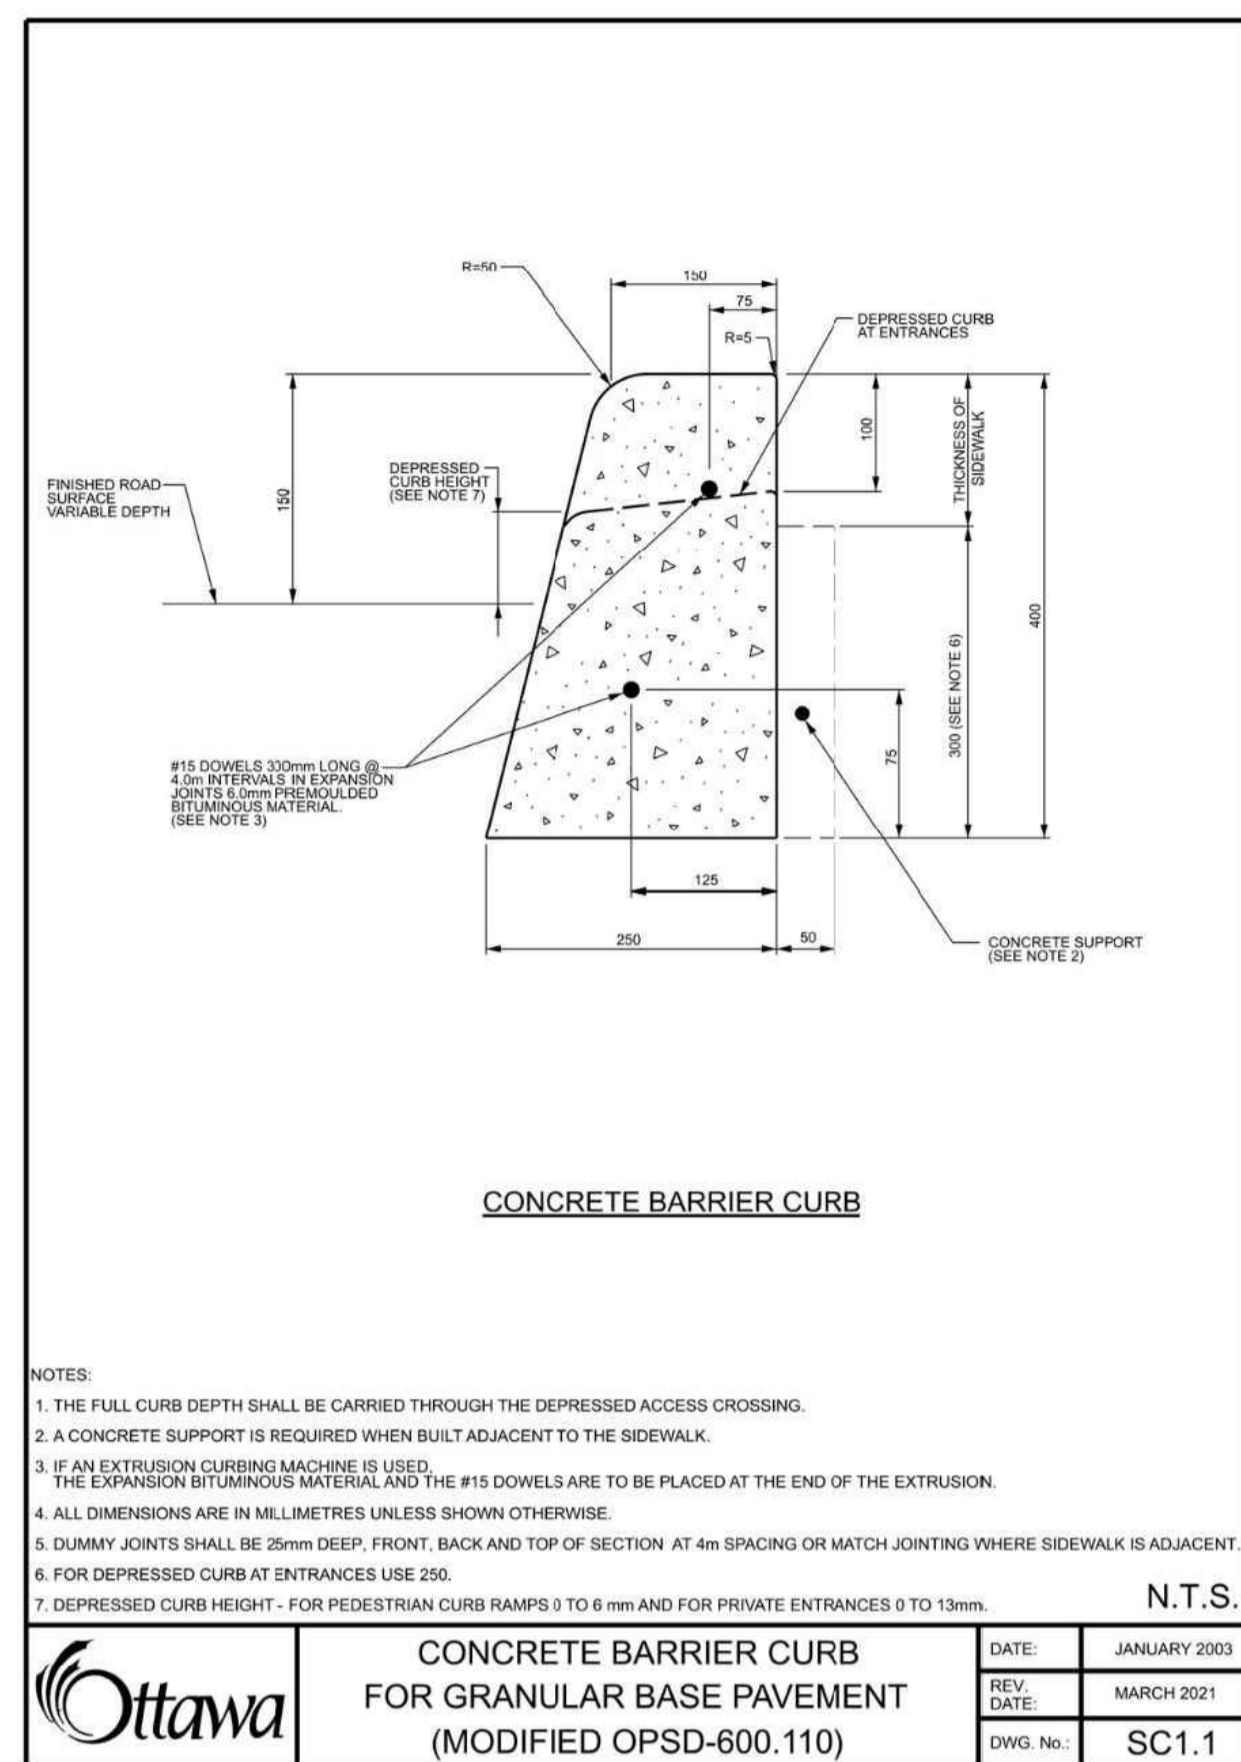 R=50
150
75
DEPRESSED CURB
AT ENTRANCES
R=5
150
100
THICKNESS OF
SIDEWALK
FINISHED ROAD
SURFACE
VARIABLE DEPTH
DEPRESSED
CURB HEIGHT
(SEE NOTE 7)
400
300 (SEE NOTE 6)
75
#15 DOWELS 300mm LONG @
4.0m INTERVALS IN EXPANSION
JOINTS 6.0mm PREMOULDED
BITUMINOUS MATERIAL.
(SEE NOTE 3)
125
250
50
CONCRETE SUPPORT
(SEE NOTE 2)
CONCRETE BARRIER CURB
NOTES:
1. THE FULL CURB DEPTH SHALL BE CARRIED THROUGH THE DEPRESSED ACCESS CROSSING.
2. A CONCRETE SUPPORT IS REQUIRED WHEN BUILT ADJACENT TO THE SIDEWALK.
3. IF AN EXTRUSION CURBING MACHINE IS USED,
THE EXPANSION BITUMINOUS MATERIAL AND THE #15 DOWELS ARE TO BE PLACED AT THE END OF THE EXTRUSION.
4. ALL DIMENSIONS ARE IN MILLIMETRES UNLESS SHOWN OTHERWISE.
5. DUMMY JOINTS SHALL BE 25mm DEEP, FRONT, BACK AND TOP OF SECTION AT 4m SPACING OR MATCH JOINTING WHERE SIDEWALK IS ADJACENT.
6. FOR DEPRESSED CURB AT ENTRANCES USE 250.
7. DEPRESSED CURB HEIGHT - FOR PEDESTRIAN CURB RAMPS 0 TO 6 mm AND FOR PRIVATE ENTRANCES 0 TO 13mm.
N.T.S.
Ottawa
CONCRETE BARRIER CURB
FOR GRANULAR BASE PAVEMENT
(MODIFIED OPSD-600.110)
DATE: JANUARY 2003
REV.
DATE: MARCH 2021
DWG. No.: SC1.1